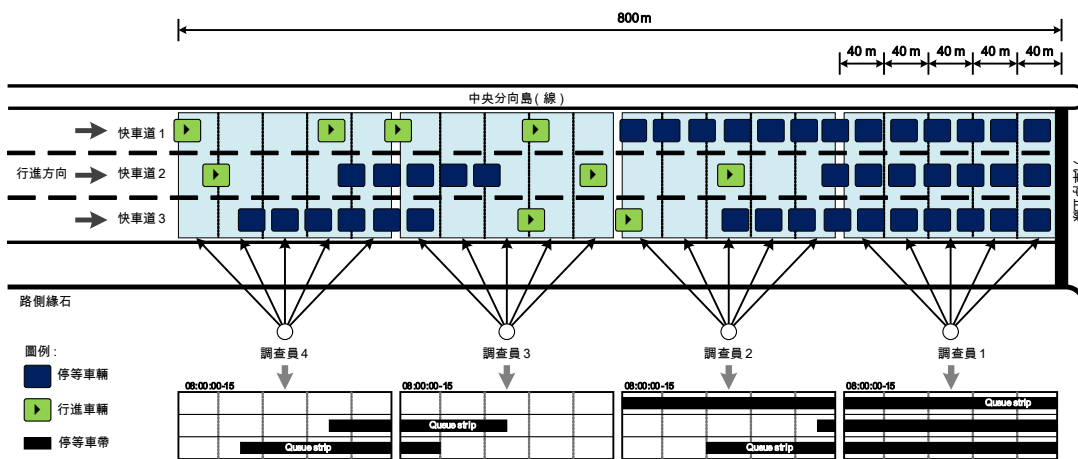 800m
40 m 40 m 40 m 40 m 40 m
中央分向島(線)
快車道1
行進方向 快車道2
快車道3
路側緣石
調查員4 調查員3 調查員2 調查員1
圖例:
停等車輛
行進車輛
停等車帶
08:00:00-15 08:00:00-15 08:00:00-15 08:00:00-15
Queue strip
Queue strip
Queue strip Queue strip